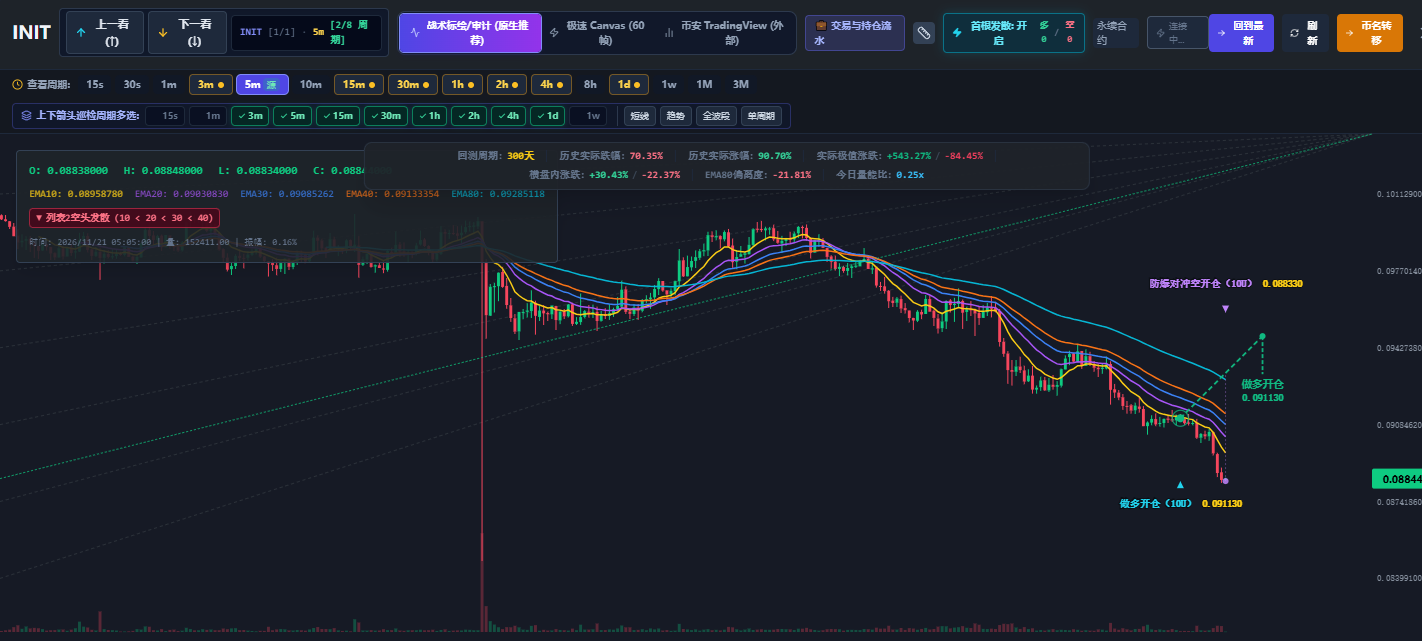 INIT
上一看 (↑)
下一看 (↓)
INIT [1/1] · 5m [2/8 周期]
战术标绘/审计 (原生推荐)
极速 Canvas (60帧)
币安 TradingView (外部)
交易与持仓流水
首根发散: 开启 多 0 / 空 0
永续合约
连接中...
回到最新
刷新
币名转移
查看周期: 15s 30s 1m 3m 5m 源 10m 15m 30m 1h 2h 4h 8h 1d 1w 1M 3M
上下箭头巡检周期多选: 15s 1m ✓3m ✓5m ✓15m ✓30m ✓1h ✓2h ✓4h ✓1d 1w 短线 趋势 全波段 单周期
回测周期: 300天 历史实际跌幅: 70.35% 历史实际涨幅: 90.70% 实际极值涨跌: +543.27% / -84.45%
横盘内涨跌: +30.43% / -22.37% EMA80偏离度: -21.81% 今日量能比: 0.25x
O: 0.08838000 H: 0.08848000 L: 0.08834000 C: 0.0884
EMA10: 0.08958780 EMA20: 0.09030830 EMA30: 0.09085262 EMA40: 0.09133354 EMA80: 0.09285118
▼ 列表2空头发散 (10 < 20 < 30 < 40)
时间: 2026/11/21 05:05:00 | 量: 152411.00 | 振幅: 0.16%
0.10112900
0.09770140
防爆对冲空开仓 (10U) 0.088330
0.09427380
做多开仓
0.091130
0.09084620
0.08844
0.08741860
做多开仓 (10U) 0.091130
0.08399100